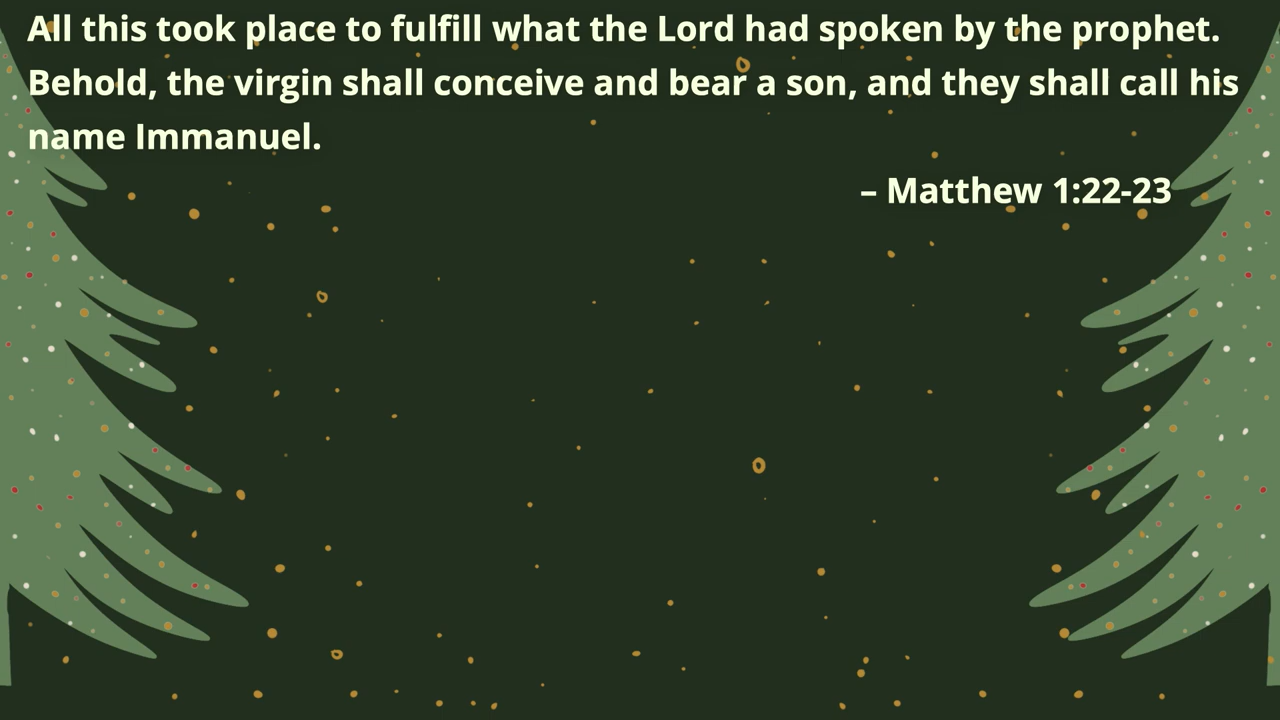 All this took place to fulfill what the Lord had spoken by the prophet.
Behold, the virgin shall conceive and bear a son, and they shall call his
name Immanuel.
– Matthew 1:22-23